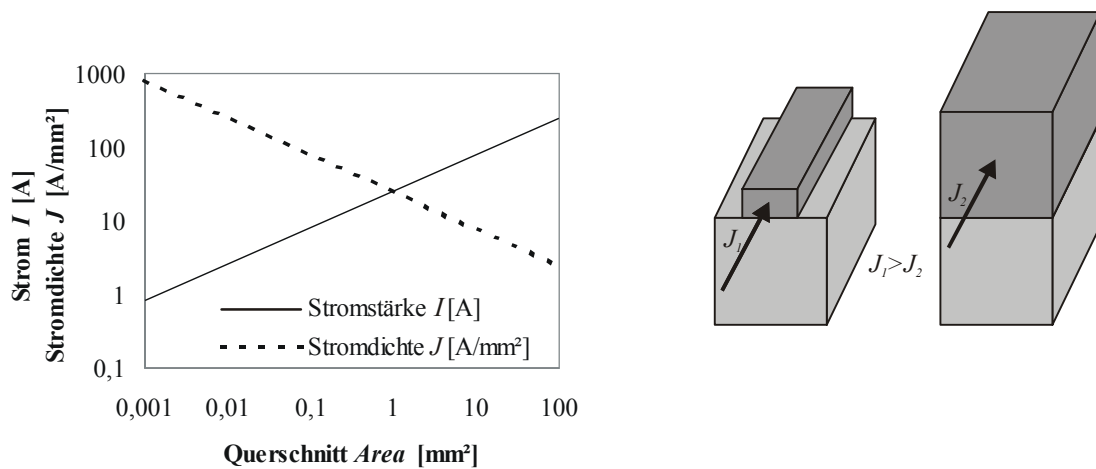 1000
100
10
1
0,1
Strom I [A]
Stromdichte J [A/mm²]
Stromstärke I [A]
Stromdichte J [A/mm²]
0,001 0,01 0,1 1 10 100
Querschnitt Area [mm²]
J₁
J₁>J₂
J₂